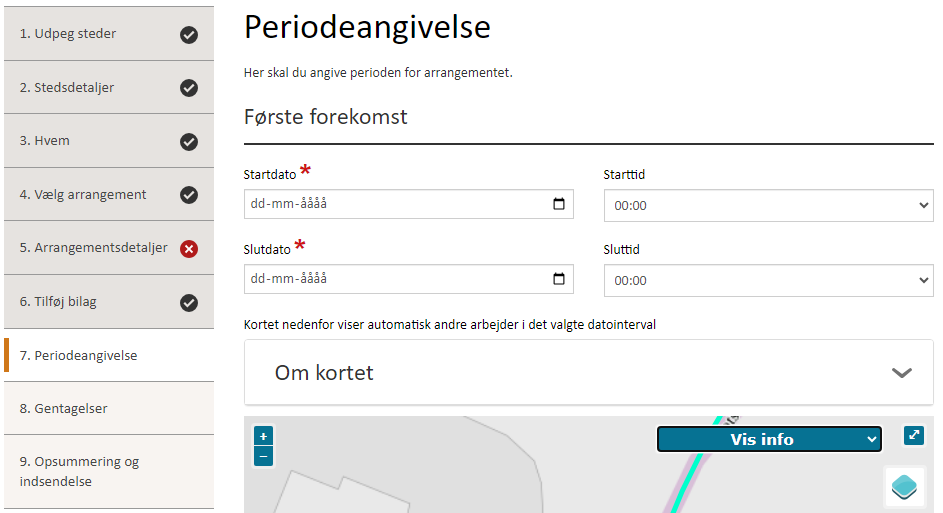 1. Udpeg steder
2. Stedsdetaljer
3. Hvem
4. Vælg arrangement
5. Arrangementsdetaljer
6. Tilføj bilag
7. Periodeangivelse
8. Gentagelser
9. Opsummering og
indsendelse
Periodeangivelse
Her skal du angive perioden for arrangementet.
Første forekomst
Startdato *
Starttid
dd-mm-åååå
00:00
Slutdato *
Sluttid
dd-mm-åååå
00:00
Kortet nedenfor viser automatisk andre arbejder i det valgte datointerval
Om kortet
+
−
Vis info